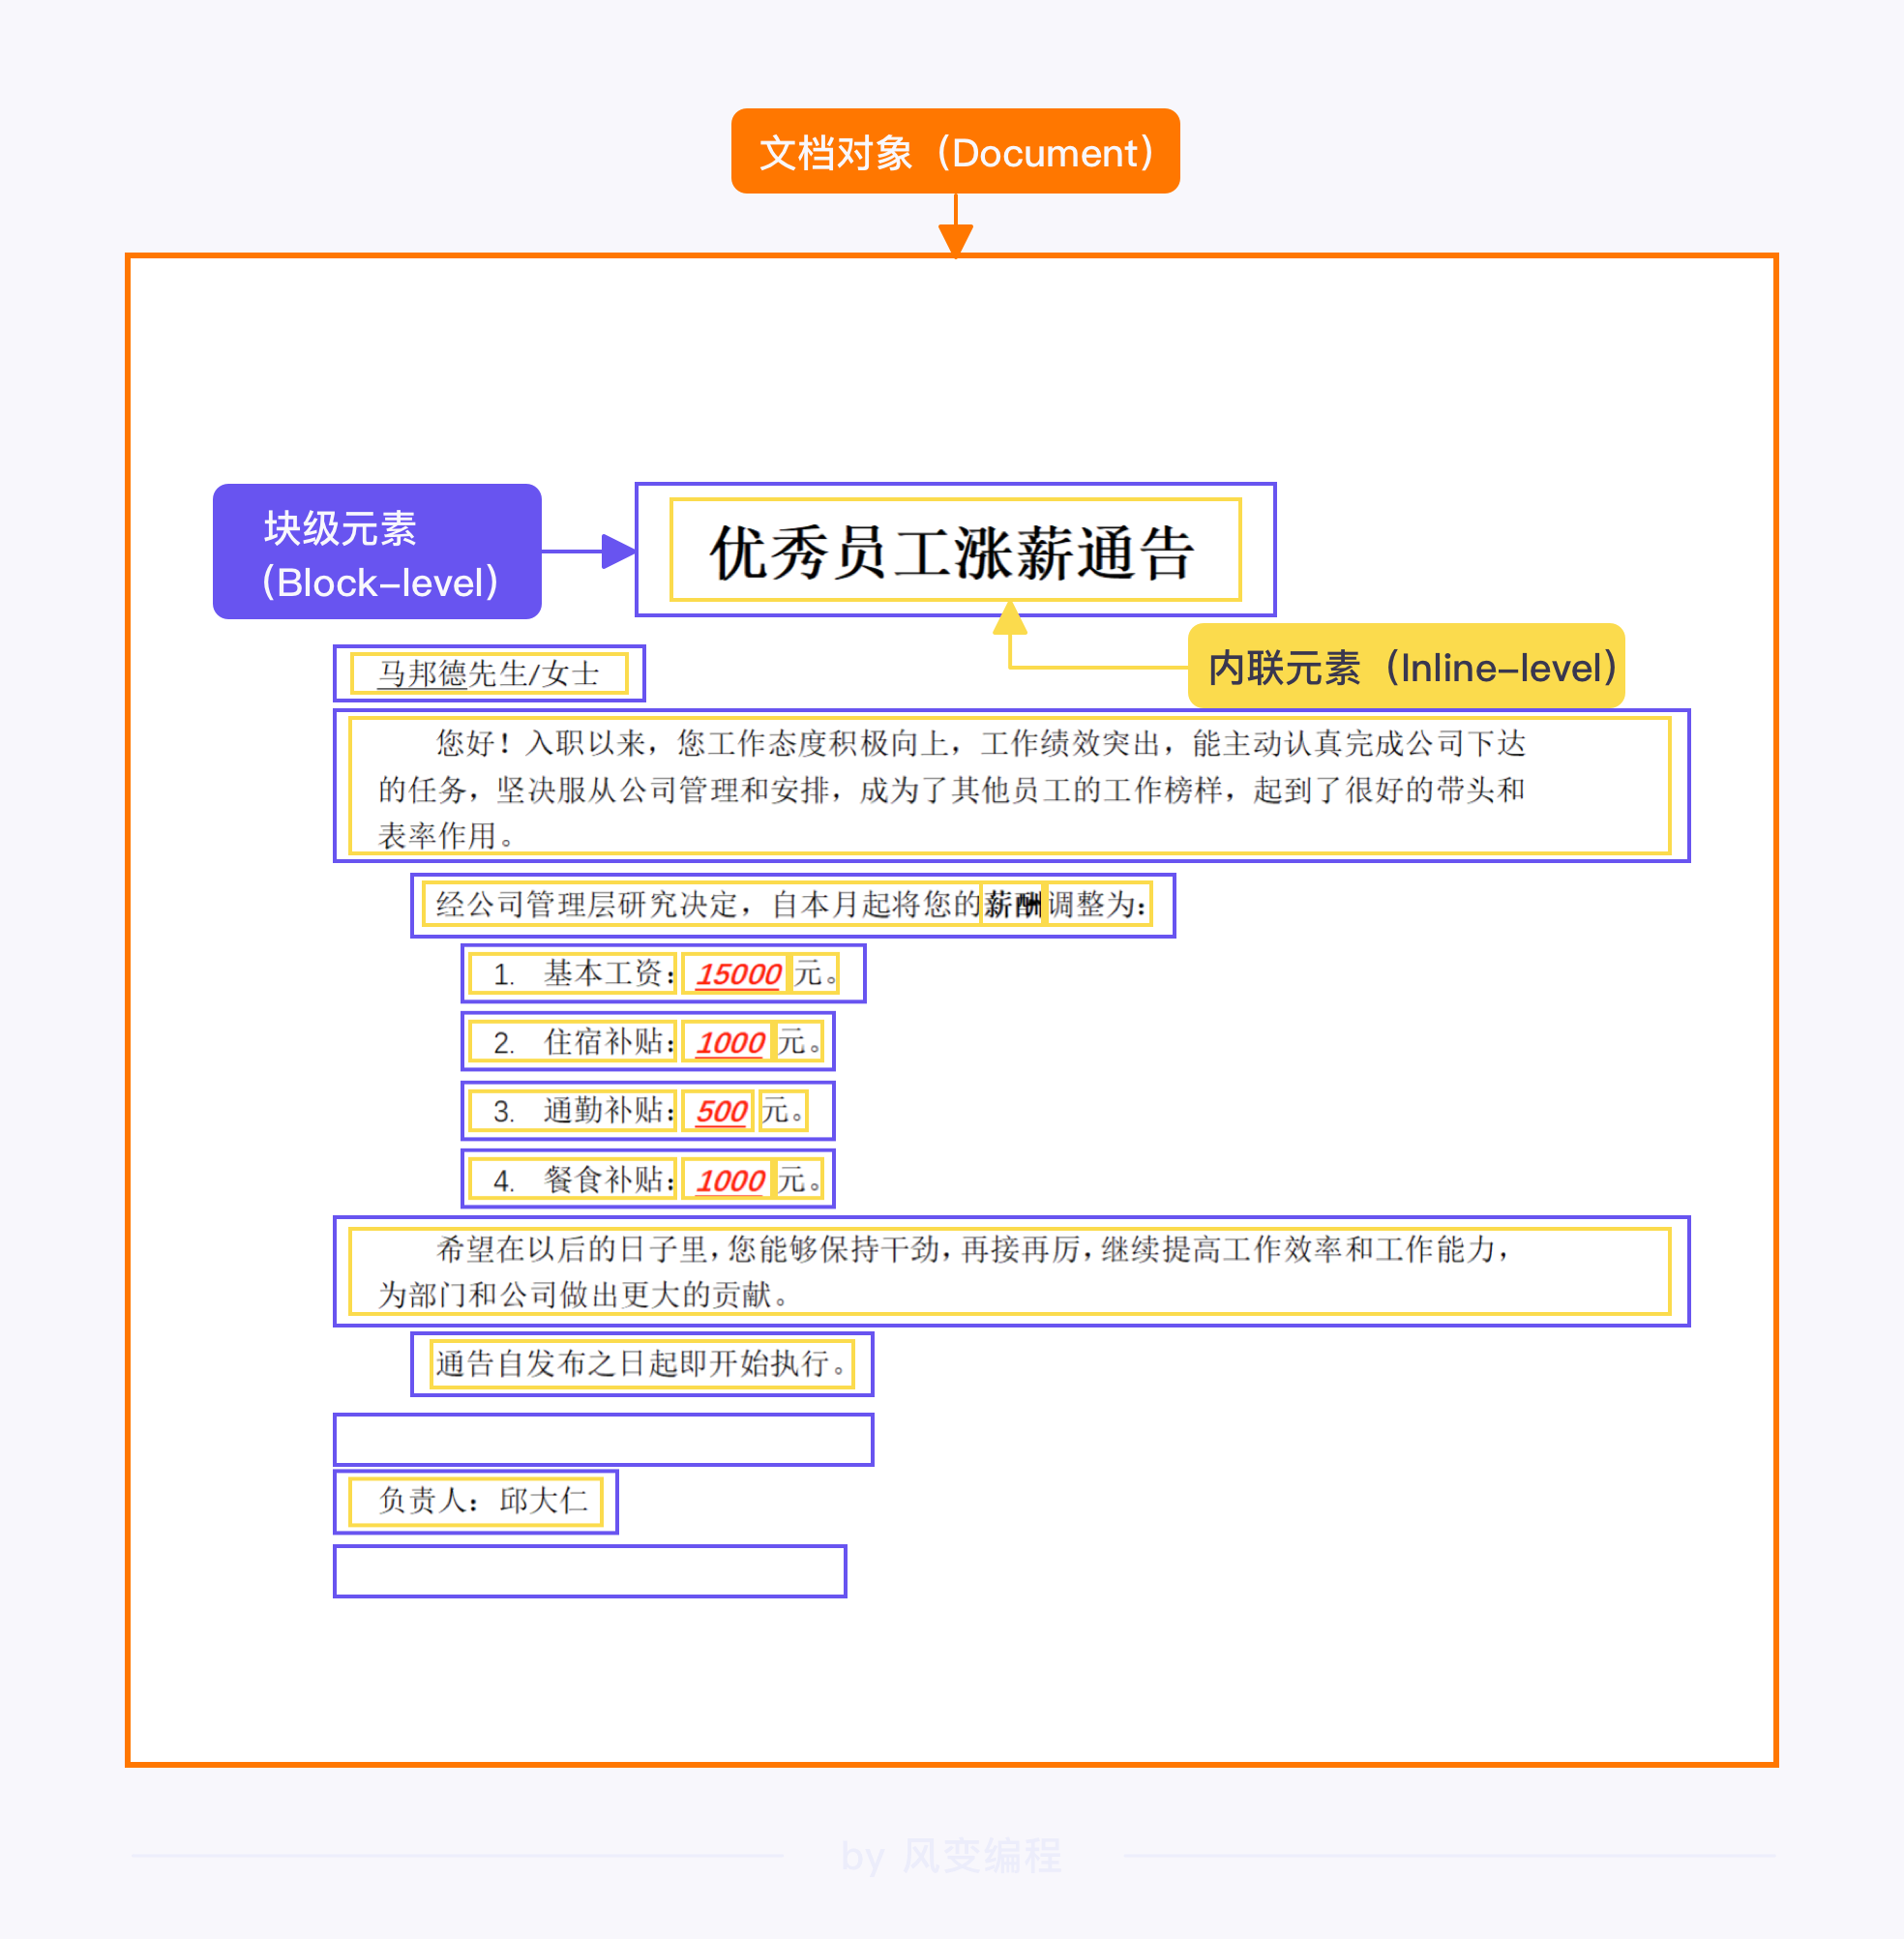 文档对象（Document）
块级元素
（Block-level）
优秀员工涨薪通告
内联元素（Inline-level）
马邦德先生/女士
您好！入职以来，您工作态度积极向上，工作绩效突出，能主动认真完成公司下达
的任务，坚决服从公司管理和安排，成为了其他员工的工作榜样，起到了很好的带头和
表率作用。
经公司管理层研究决定，自本月起将您的薪酬调整为：
1. 基本工资：15000元。
2. 住宿补贴：1000元。
3. 通勤补贴：500元。
4. 餐食补贴：1000元。
希望在以后的日子里，您能够保持干劲，再接再厉，继续提高工作效率和工作能力，
为部门和公司做出更大的贡献。
通告自发布之日起即开始执行。
负责人：邱大仁
by 风变编程